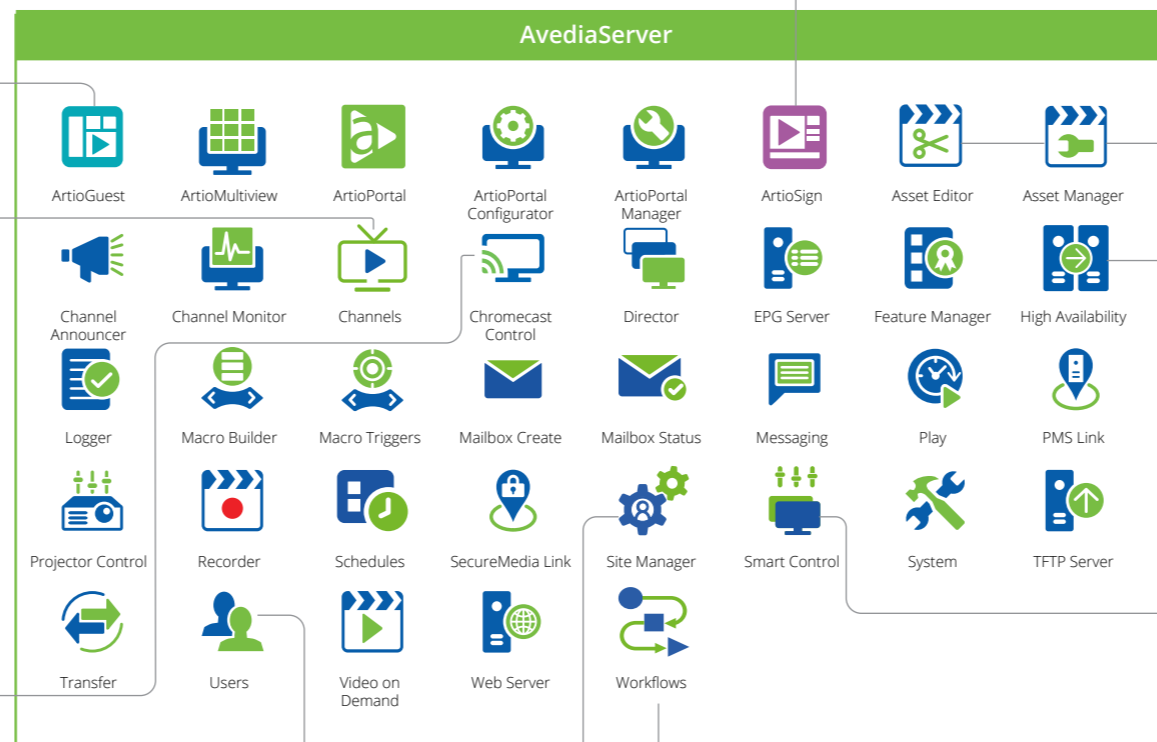 AvediaServer
ArtioGuest
ArtioMultiview
ArtioPortal
ArtioPortal
Configurator
ArtioPortal
Manager
ArtioSign
Asset Editor
Asset Manager
Channel
Announcer
Channel Monitor
Channels
Chromecast
Control
Director
EPG Server
Feature Manager
High Availability
Logger
Macro Builder
Macro Triggers
Mailbox Create
Mailbox Status
Messaging
Play
PMS Link
Projector Control
Recorder
Schedules
SecureMedia Link
Site Manager
Smart Control
System
TFTP Server
Transfer
Users
Video on
Demand
Web Server
Workflows